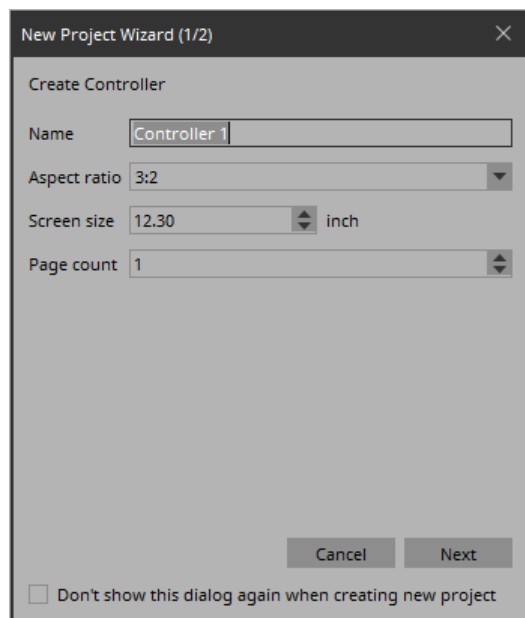 New Project Wizard (1/2)
Create Controller
Name Controller 1
Aspect ratio 3:2
Screen size 12.30 inch
Page count 1
Cancel Next
Don't show this dialog again when creating new project